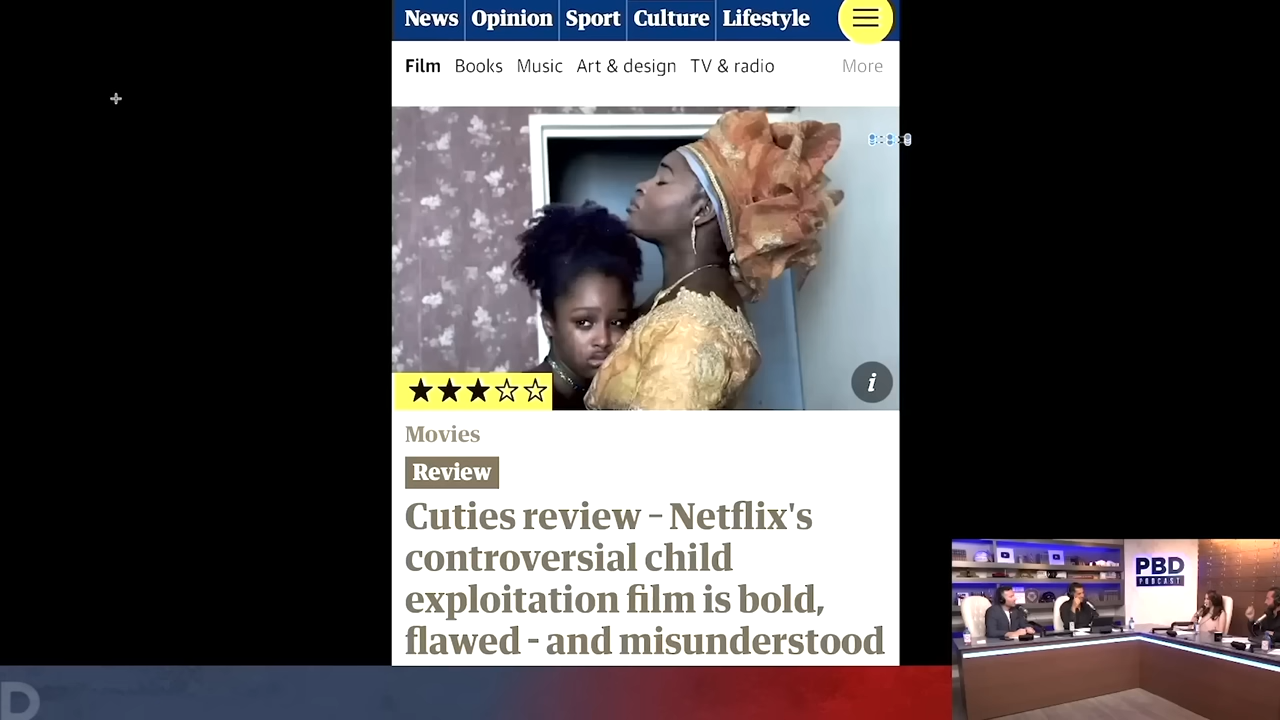 News Opinion Sport Culture Lifestyle
Film Books Music Art & design TV & radio More
i
★★★☆☆
Movies
Review
Cuties review – Netflix's
controversial child
exploitation film is bold,
flawed - and misunderstood
PBD
PODCAST
D